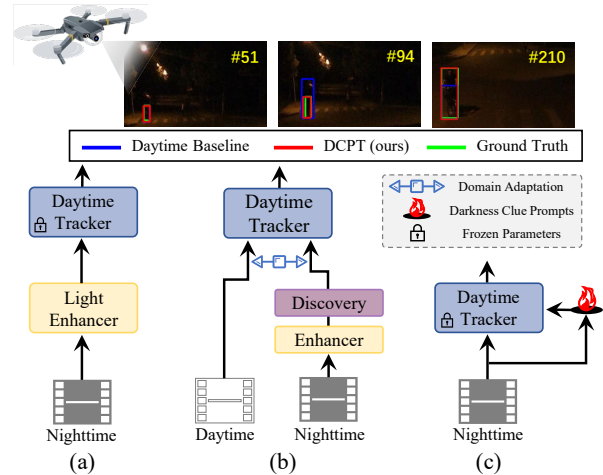 #51
#94
#210
Daytime Baseline
DCPT (ours)
Ground Truth
Daytime
Tracker
Light
Enhancer
Nighttime
(a)
Daytime
Tracker
Discovery
Enhancer
Daytime
Nighttime
(b)
Domain Adaptation
Darkness Clue Prompts
Frozen Parameters
Daytime
Tracker
Nighttime
(c)